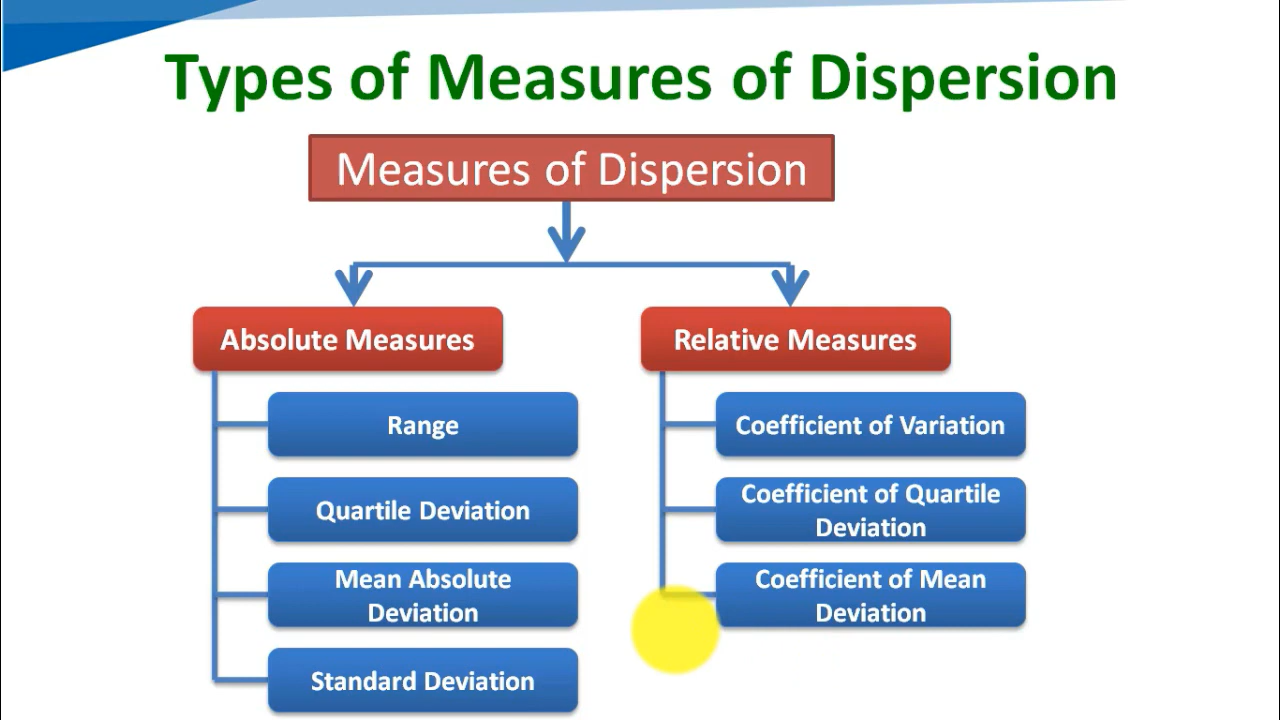 Types of Measures of Dispersion
Measures of Dispersion
Absolute Measures
Range
Quartile Deviation
Mean Absolute
Deviation
Standard Deviation
Relative Measures
Coefficient of Variation
Coefficient of Quartile
Deviation
Coefficient of Mean
Deviation